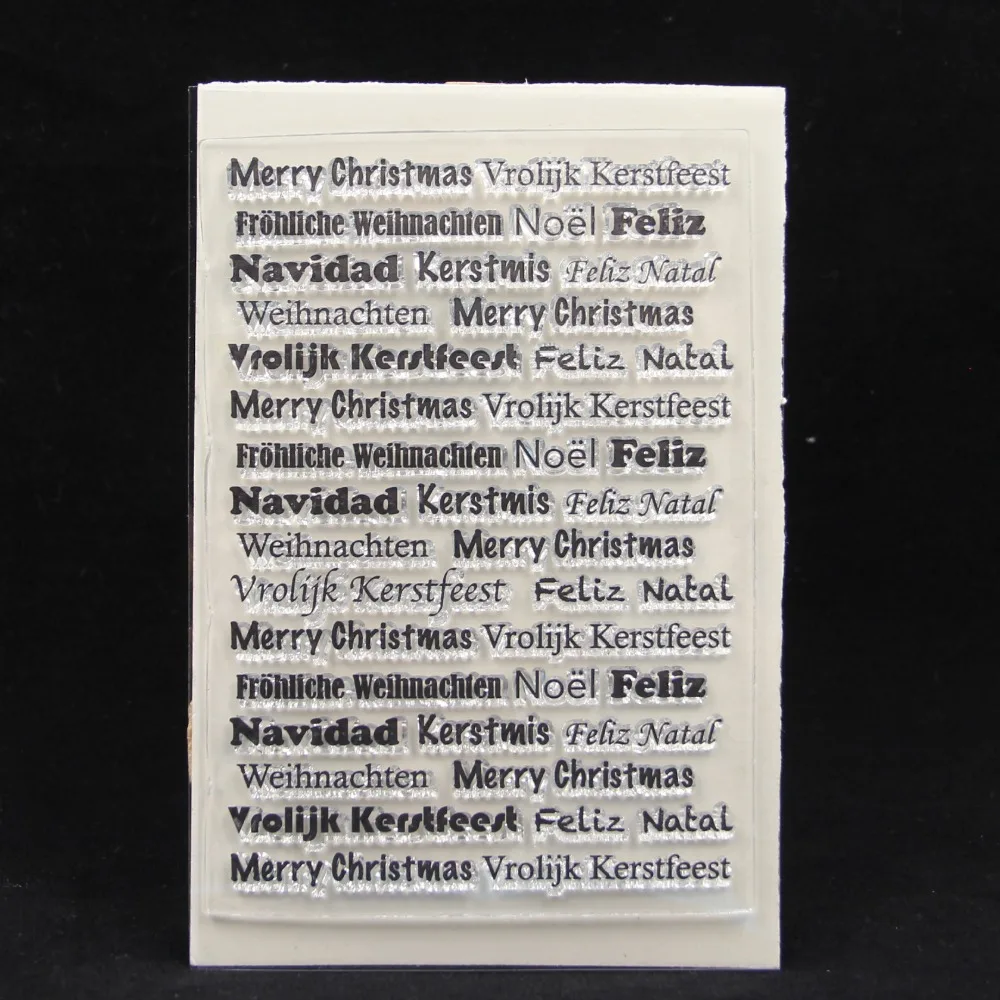 Merry Christmas Vrolijk Kerstfeest
Fröhliche Weihnachten Noël Feliz
Navidad Kerstmis Feliz Natal
Weihnachten Merry Christmas
Vrolijk Kerstfeest Feliz Natal
Merry Christmas Vrolijk Kerstfeest
Fröhliche Weihnachten Noël Feliz
Navidad Kerstmis Feliz Natal
Weihnachten Merry Christmas
Vrolijk Kerstfeest Feliz Natal
Merry Christmas Vrolijk Kerstfeest
Fröhliche Weihnachten Noël Feliz
Navidad Kerstmis Feliz Natal
Weihnachten Merry Christmas
Vrolijk Kerstfeest Feliz Natal
Merry Christmas Vrolijk Kerstfeest